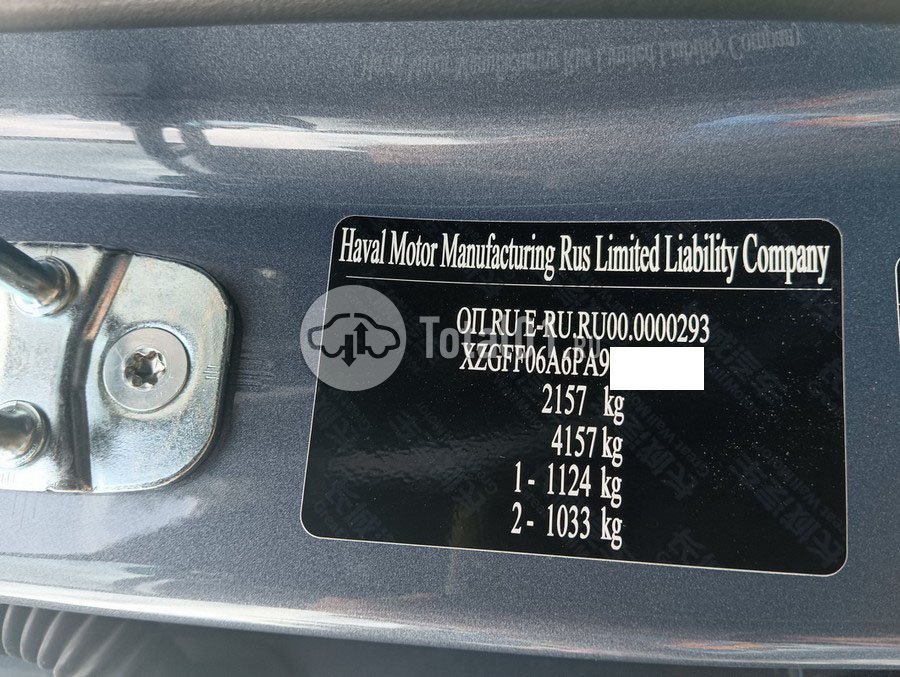 Haval Motor Manufacturing Rus Limited Liability Company
ОП RU E-RU.RU00.0000293
XZGFF06A6PA9
2157 kg
4157 kg
1- 1124 kg
2- 1033 kg